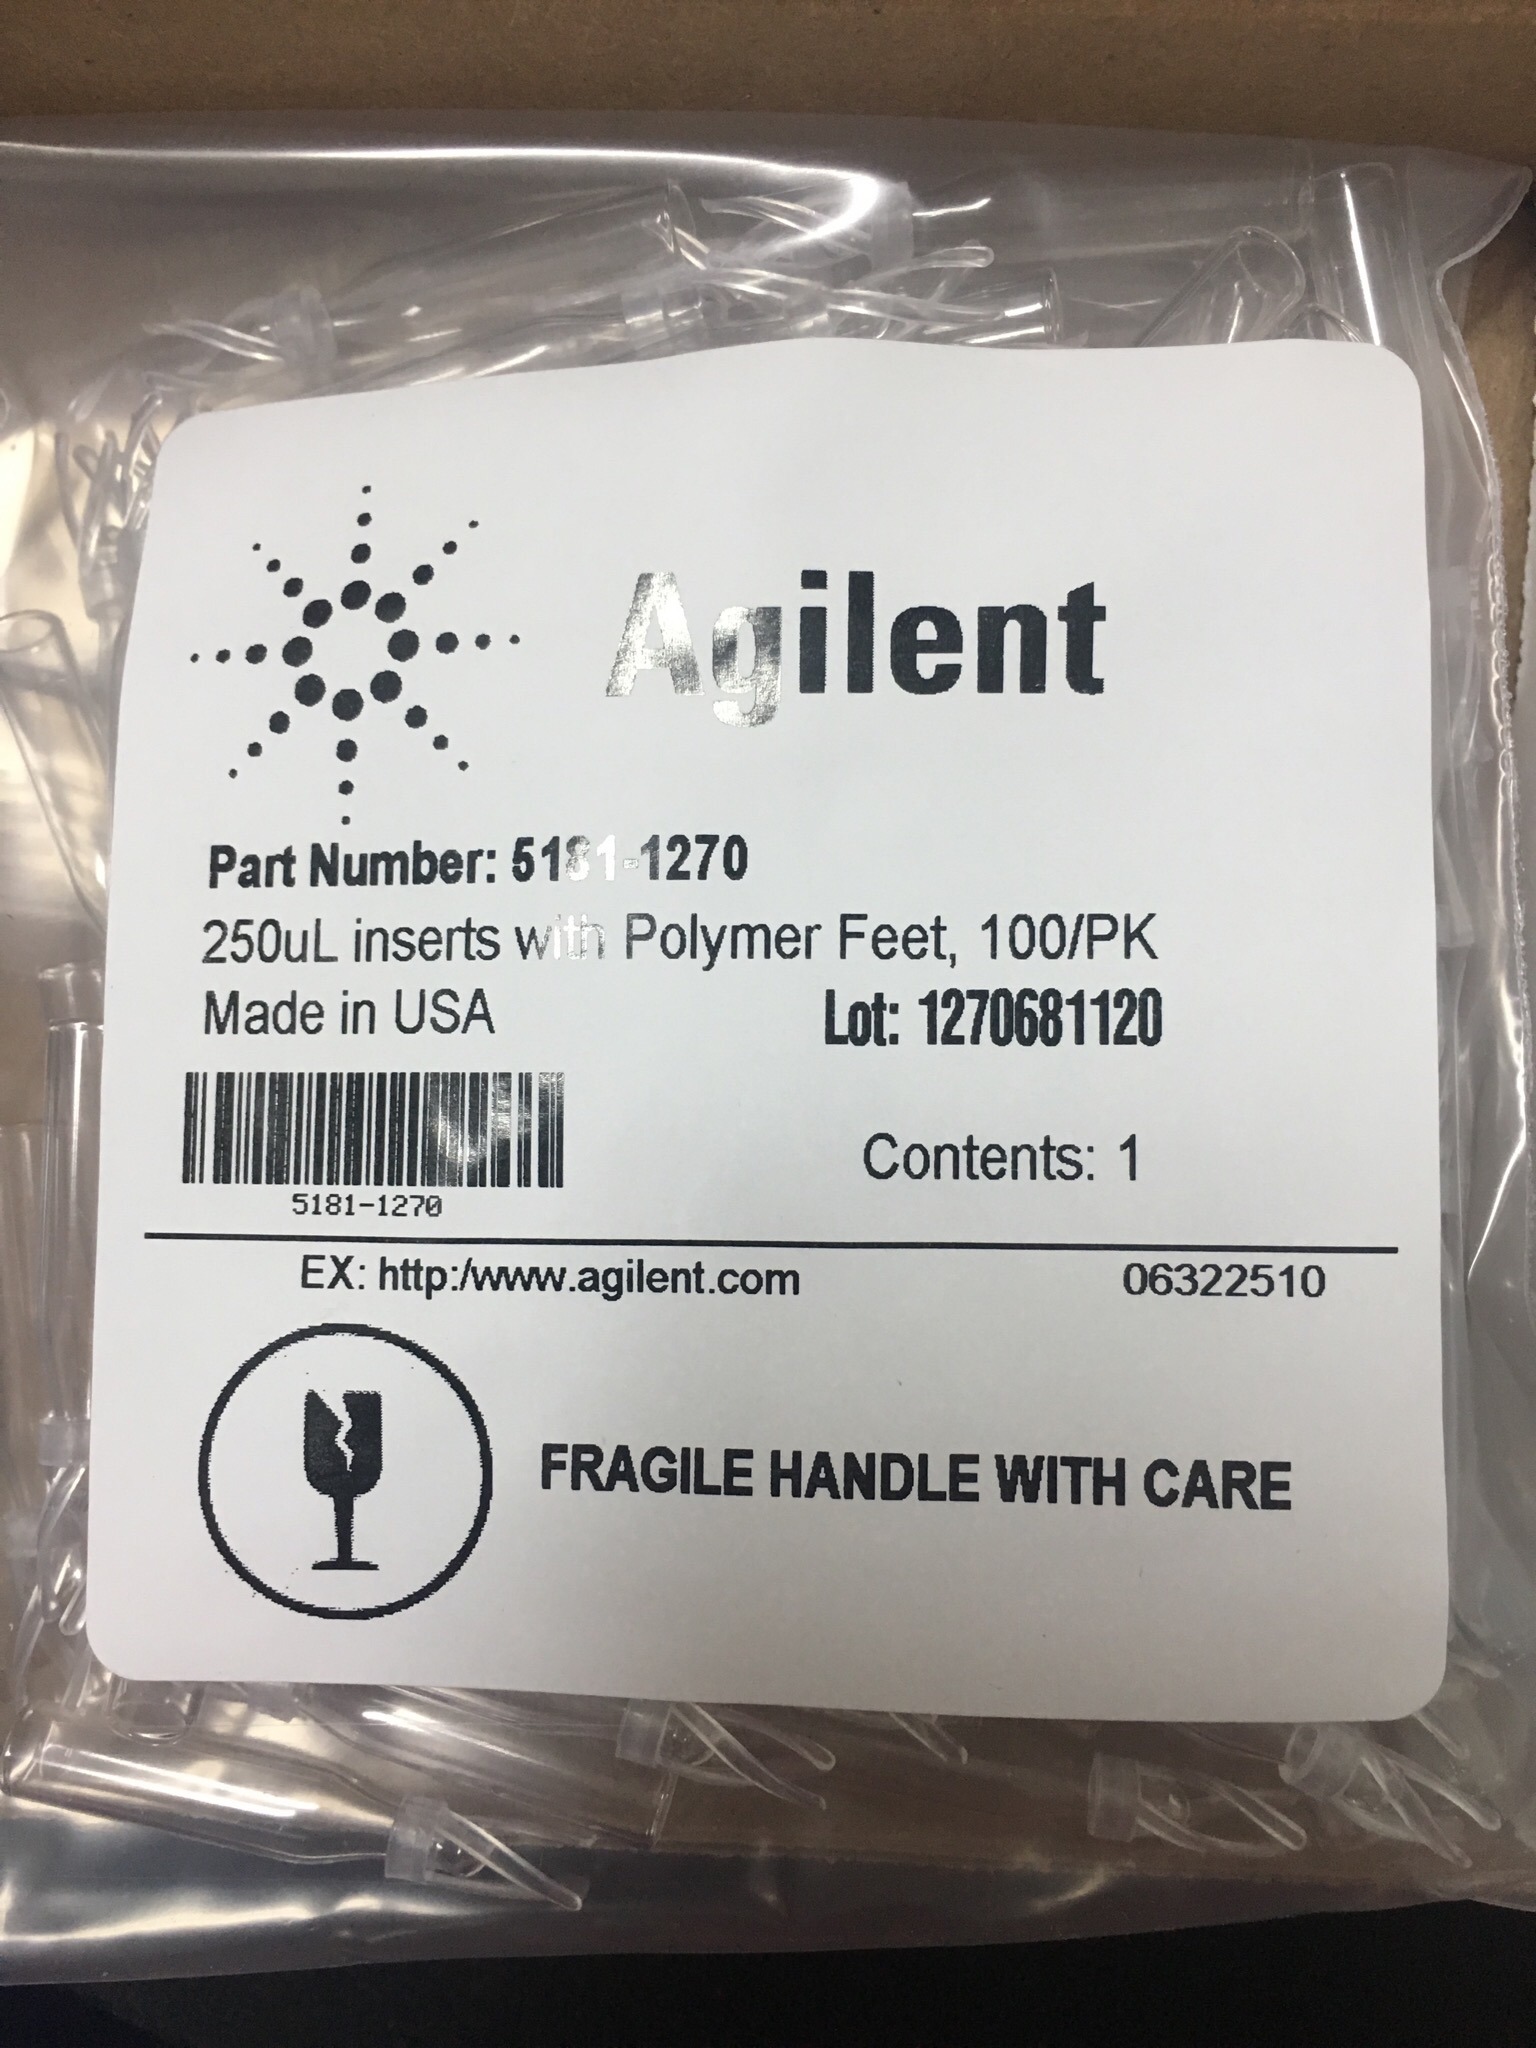 Agilent
Part Number: 5181-1270
250uL inserts with Polymer Feet, 100/PK
Made in USA Lot: 1270681120
Contents: 1
5181-1270
EX: http:/www.agilent.com 06322510
FRAGILE HANDLE WITH CARE